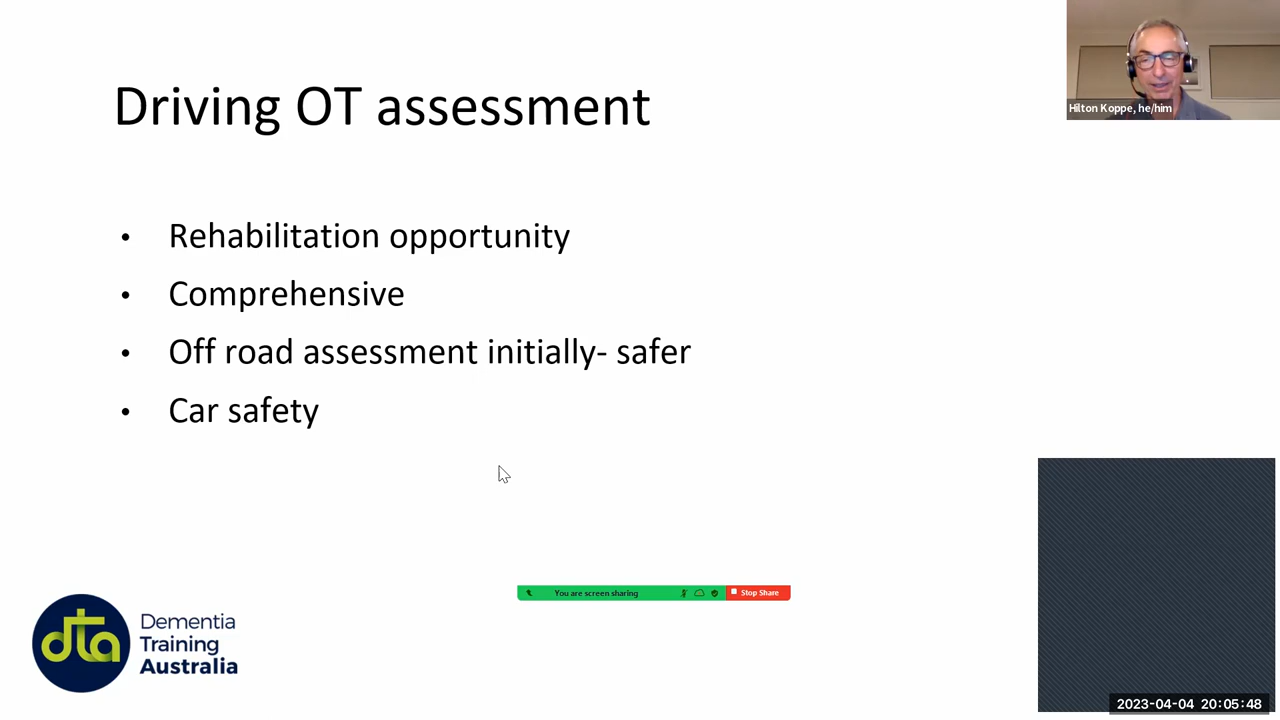 Driving OT assessment
Hilton Koppe, he/him
• Rehabilitation opportunity
• Comprehensive
• Off road assessment initially- safer
• Car safety
You are screen sharing
Stop Share
dta
Dementia
Training
Australia
2023-04-04 20:05:48